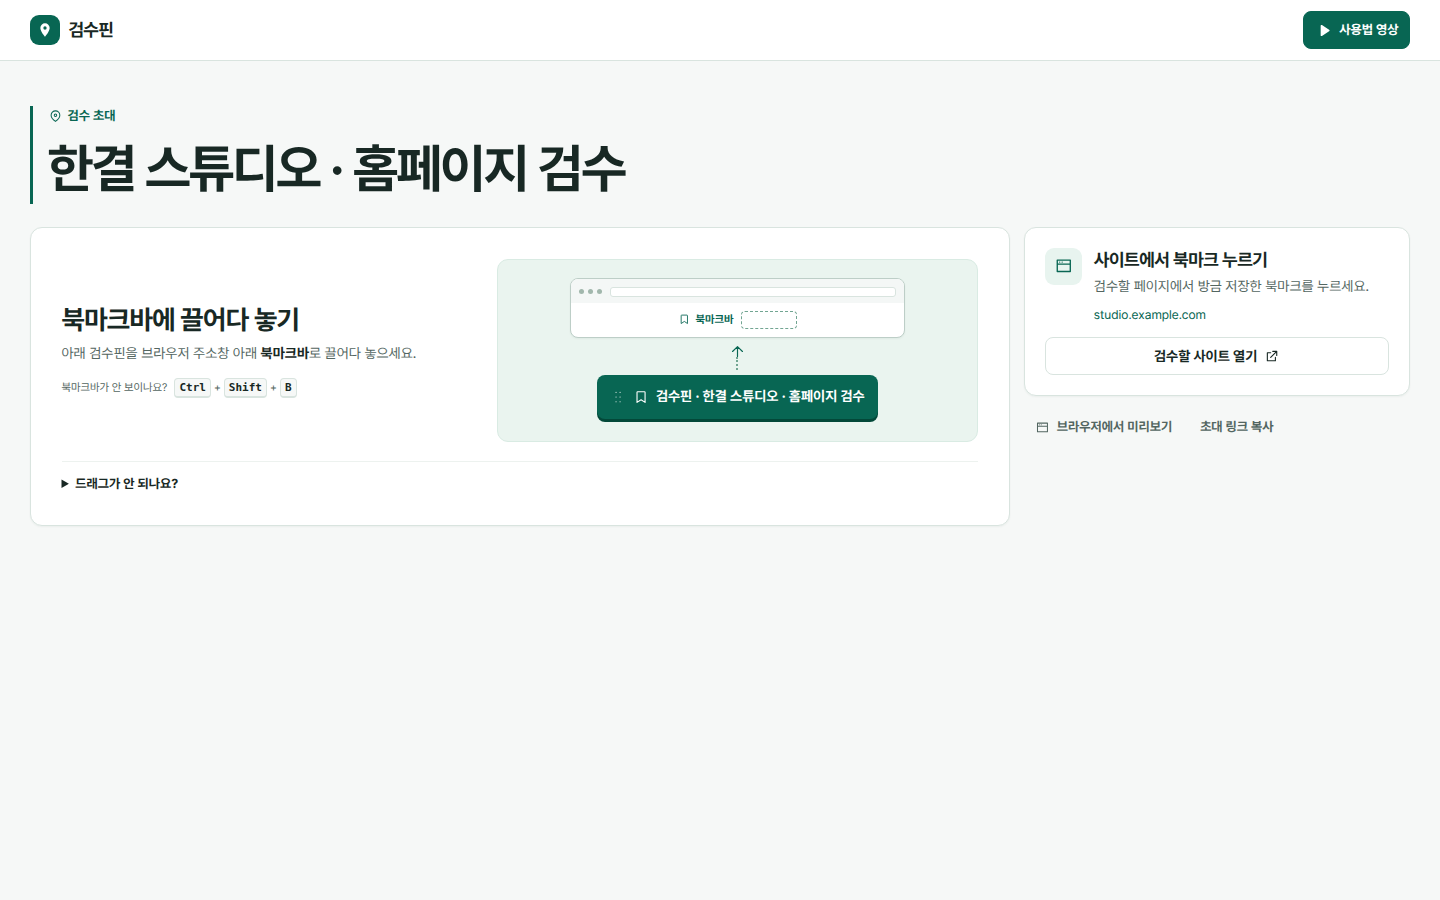 검수핀
사용법 영상
검수 초대
한결 스튜디오 · 홈페이지 검수
북마크바에 끌어다 놓기
아래 검수핀을 브라우저 주소창 아래 북마크바로 끌어다 놓으세요.
북마크바가 안 보이나요? Ctrl + Shift + B
북마크바
검수핀 · 한결 스튜디오 · 홈페이지 검수
드래그가 안 되나요?
사이트에서 북마크 누르기
검수할 페이지에서 방금 저장한 북마크를 누르세요.
studio.example.com
검수할 사이트 열기
브라우저에서 미리보기
초대 링크 복사